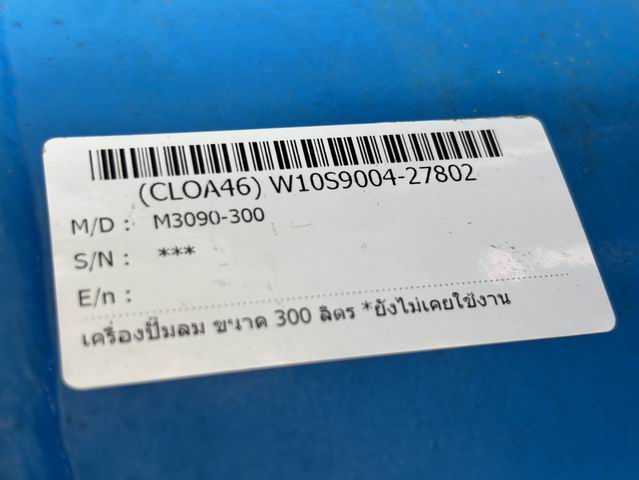 (CLOA46) W10S9004-27802
M/D : M3090-300
S/N : ***
E/n :
เครื่องปั๊มลม ขนาด 300 ลิตร *ยังไม่เคยใช้งาน